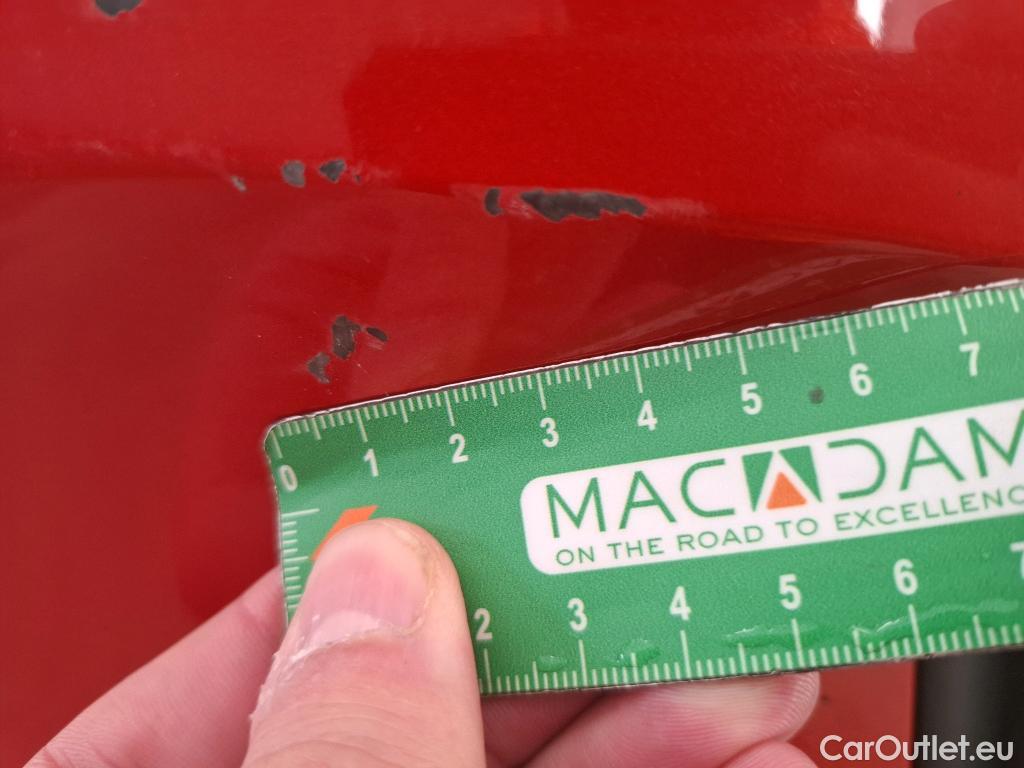 0 1 2 3 4 5 6 7
MACADAM
ON THE ROAD TO EXCELLENC
2 3 4 5 6 7
CarOutlet.eu